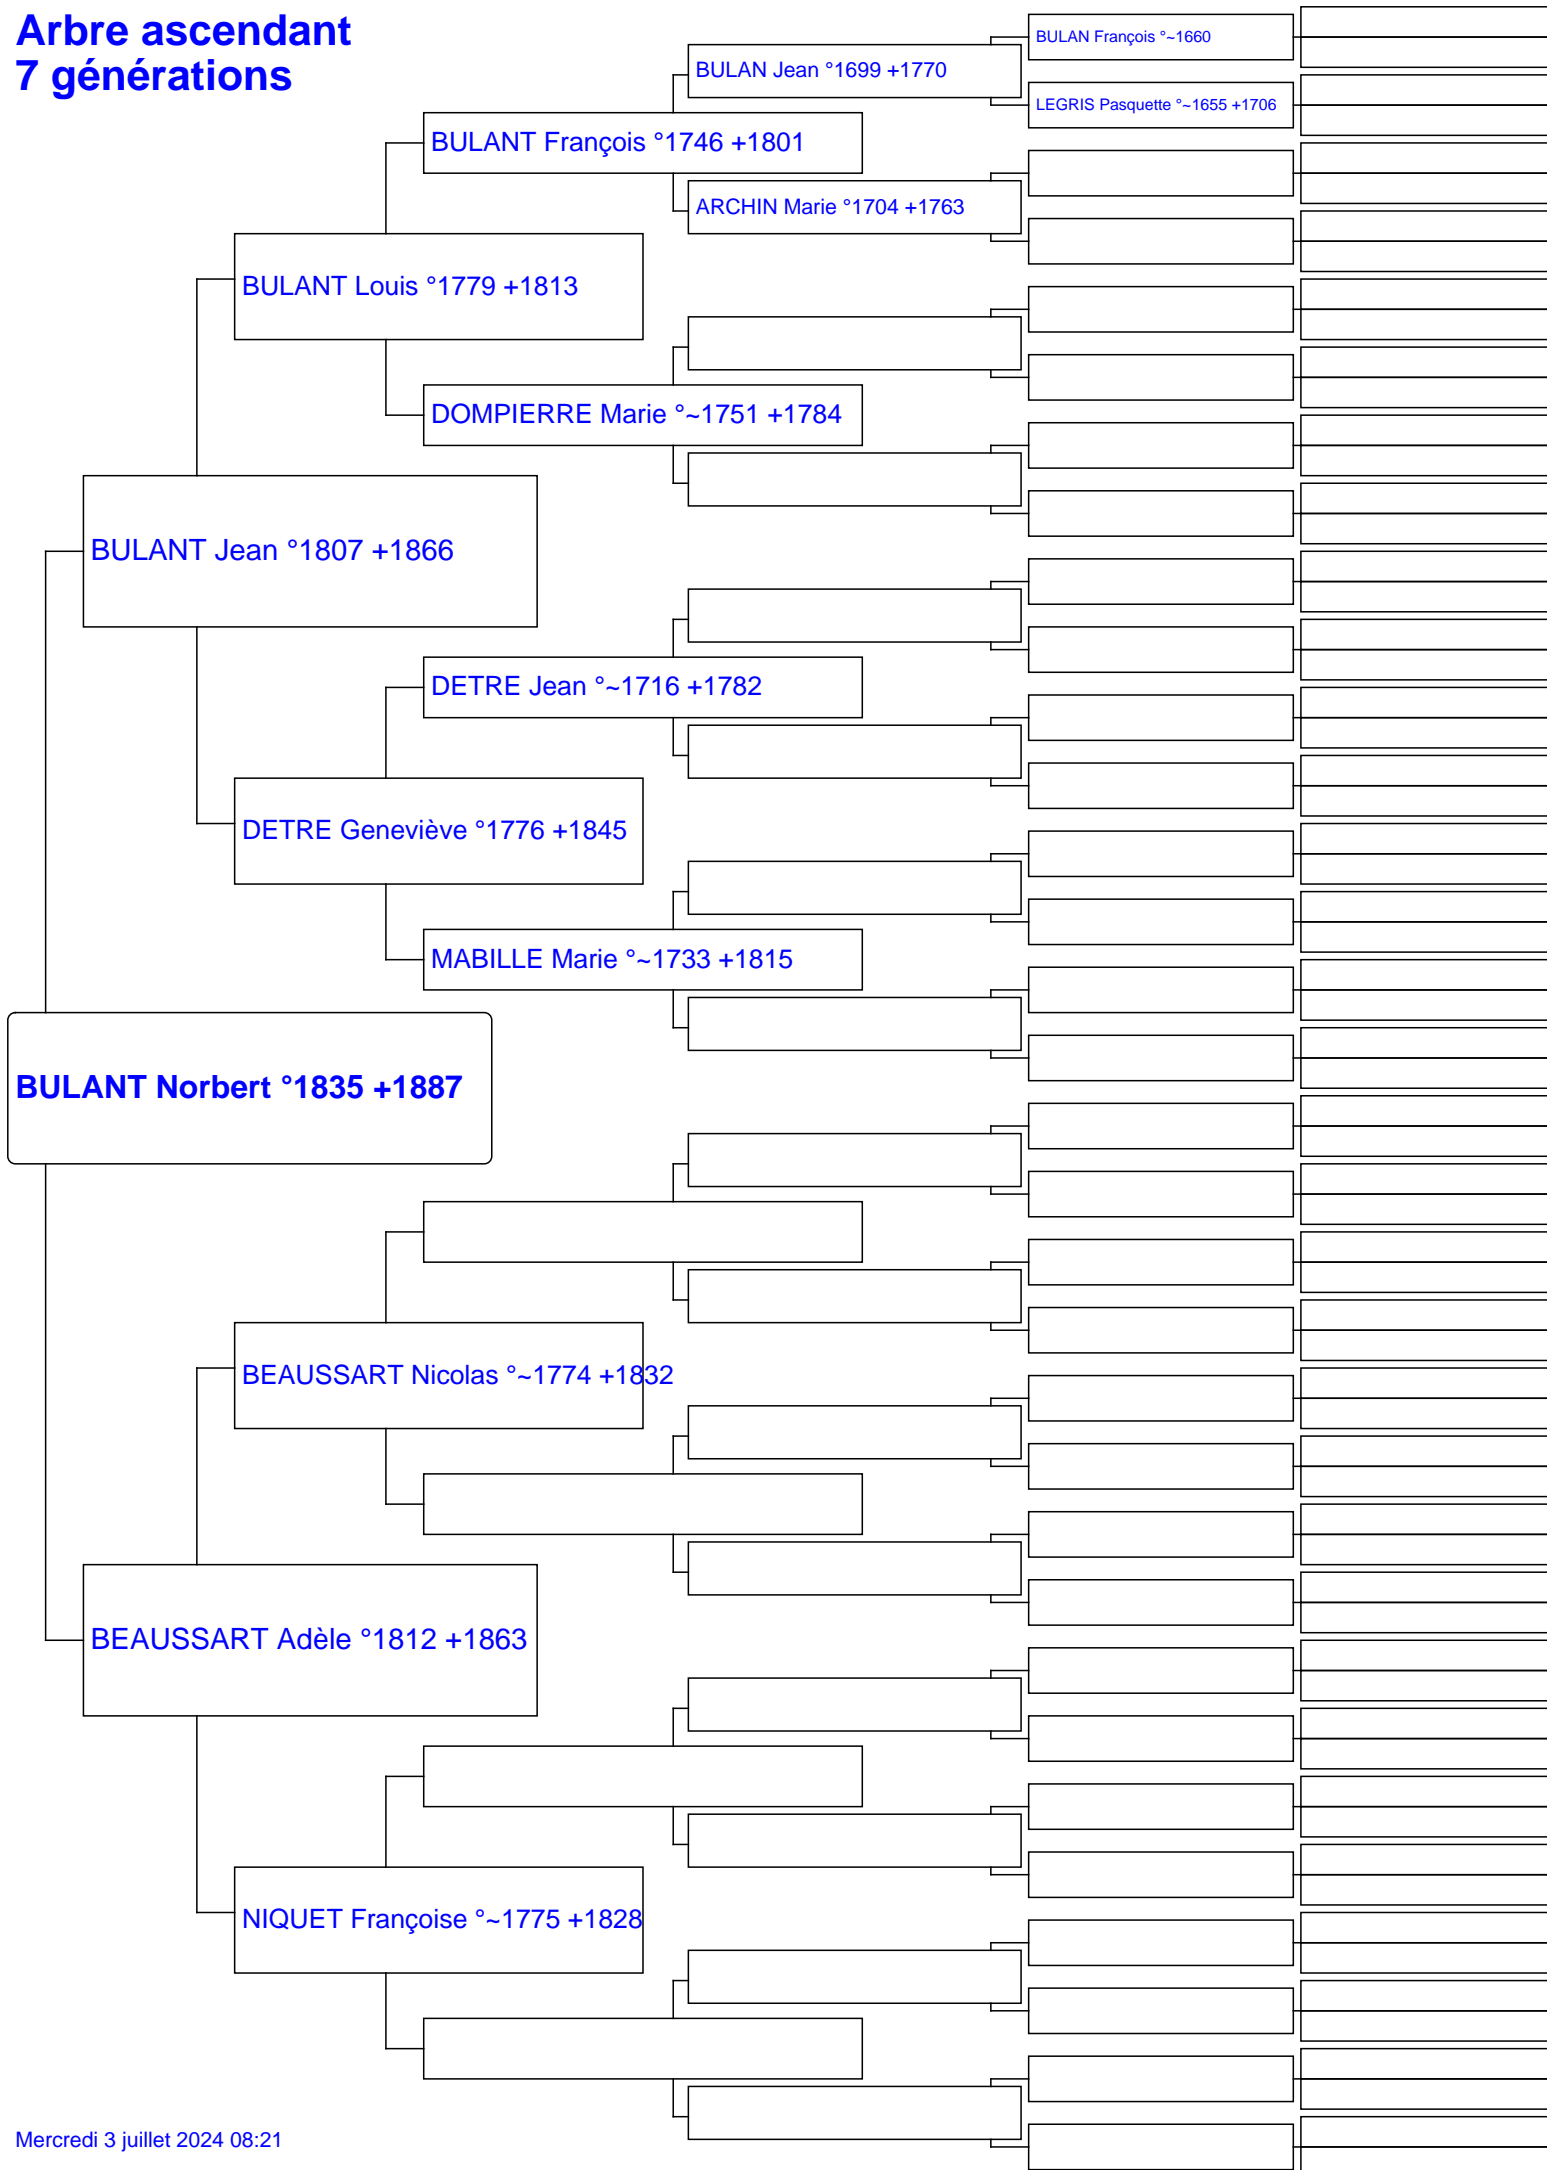 Arbre ascendant
7 générations
BULAN François °~1660
BULAN Jean °1699 +1770
LEGRIS Pasquette °~1655 +1706
BULANT François °1746 +1801
ARCHIN Marie °1704 +1763
BULANT Louis °1779 +1813
DOMPIERRE Marie °~1751 +1784
BULANT Jean °1807 +1866
DETRE Jean °~1716 +1782
DETRE Geneviève °1776 +1845
MABILLE Marie °~1733 +1815
BULANT Norbert °1835 +1887
BEAUSSART Nicolas °~1774 +1832
BEAUSSART Adèle °1812 +1863
NIQUET Françoise °~1775 +1828
Mercredi 3 juillet 2024 08:21